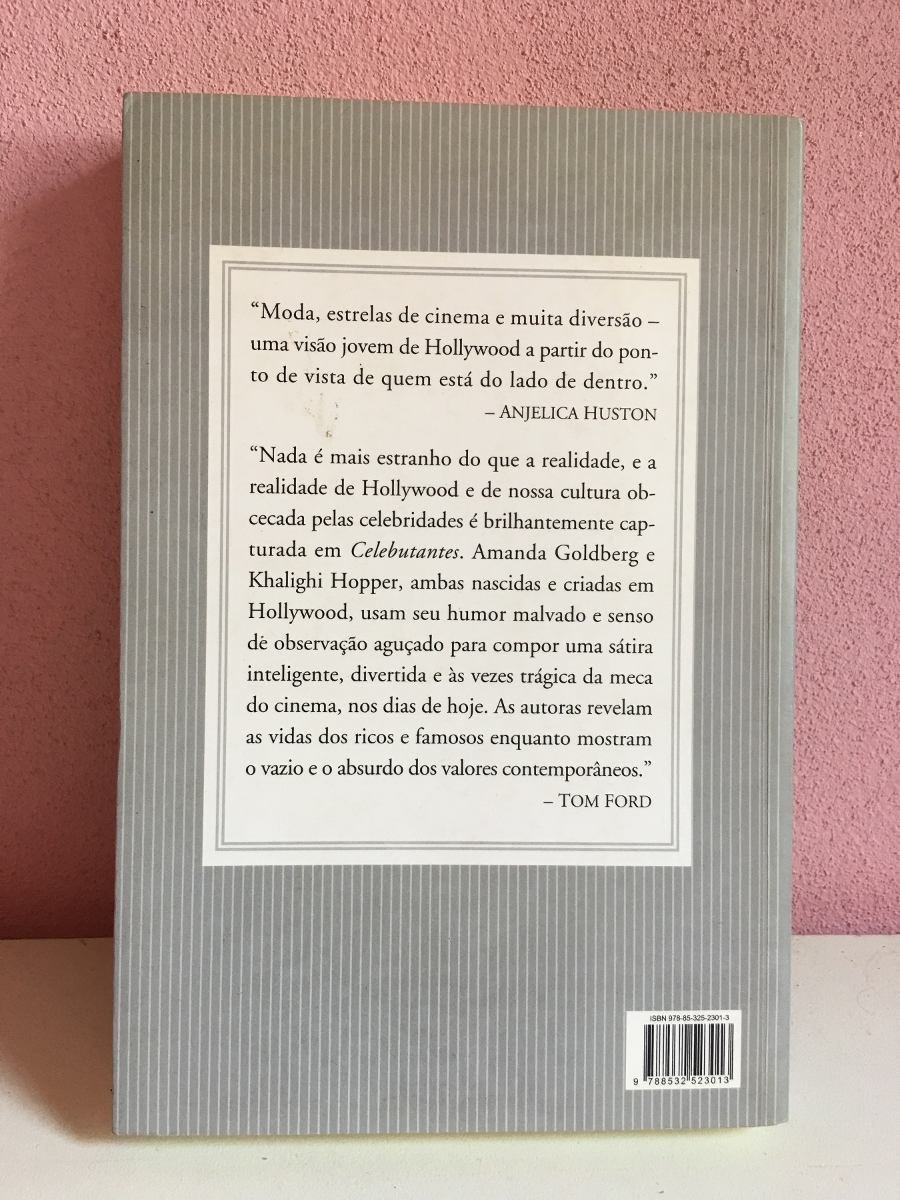 “Moda, estrelas de cinema e muita diversão –
uma visão jovem de Hollywood a partir do pon-
to de vista de quem está do lado de dentro.”
– ANJELICA HUSTON
“Nada é mais estranho do que a realidade, e a
realidade de Hollywood e de nossa cultura ob-
cecada pelas celebridades é brilhantemente cap-
turada em Celebutantes. Amanda Goldberg e
Khalighi Hopper, ambas nascidas e criadas em
Hollywood, usam seu humor malvado e senso
de observação aguçado para compor uma sátira
inteligente, divertida e às vezes trágica da meca
do cinema, nos dias de hoje. As autoras revelam
as vidas dos ricos e famosos enquanto mostram
o vazio e o absurdo dos valores contemporâneos.”
– TOM FORD
ISBN 978-85-325-2301-3
9 788532 523013